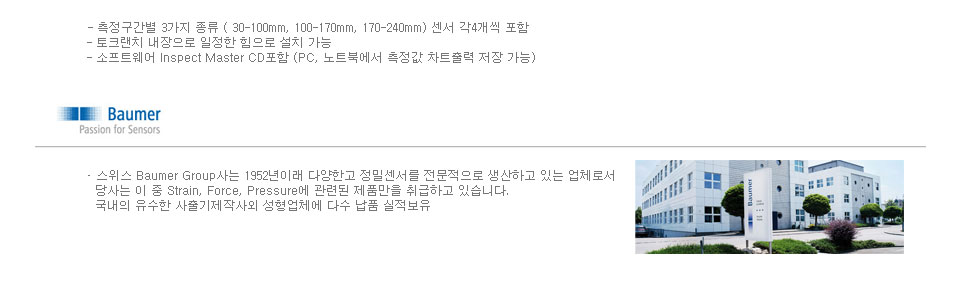 - 측정구간별 3가지 종류 ( 30-100mm, 100-170mm, 170-240mm) 센서 각4개씩 포함
- 토크랜치 내장으로 일정한 힘으로 설치 가능
- 소프트웨어 Inspect Master CD포함 (PC, 노트북에서 측정값 차트출력 저장 가능)
Baumer
Passion for Sensors
· 스위스 Baumer Group사는 1952년이래 다양한고 정밀센서를 전문적으로 생산하고 있는 업체로서
당사는 이 중 Strain, Force, Pressure에 관련된 제품만을 취급하고 있습니다.
국내의 유수한 사출기제작사외 성형업체에 다수 납품 실적보유
Baumer